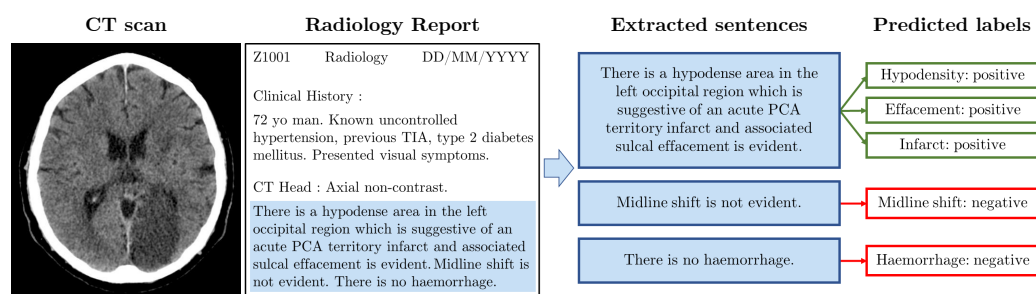 CT scan
Radiology Report
Z1001 Radiology DD/MM/YYYY
Clinical History :
72 yo man. Known uncontrolled
hypertension, previous TIA, type 2 diabetes
mellitus. Presented visual symptoms.
CT Head : Axial non-contrast.
There is a hypodense area in the left
occipital region which is suggestive of an
acute PCA territory infarct and associated
sulcal effacement is evident. Midline shift is
not evident. There is no haemorrhage.
Extracted sentences
There is a hypodense area in the
left occipital region which is
suggestive of an acute PCA
territory infarct and associated
sulcal effacement is evident.
Midline shift is not evident.
There is no haemorrhage.
Predicted labels
Hypodensity: positive
Effacement: positive
Infarct: positive
Midline shift: negative
Haemorrhage: negative